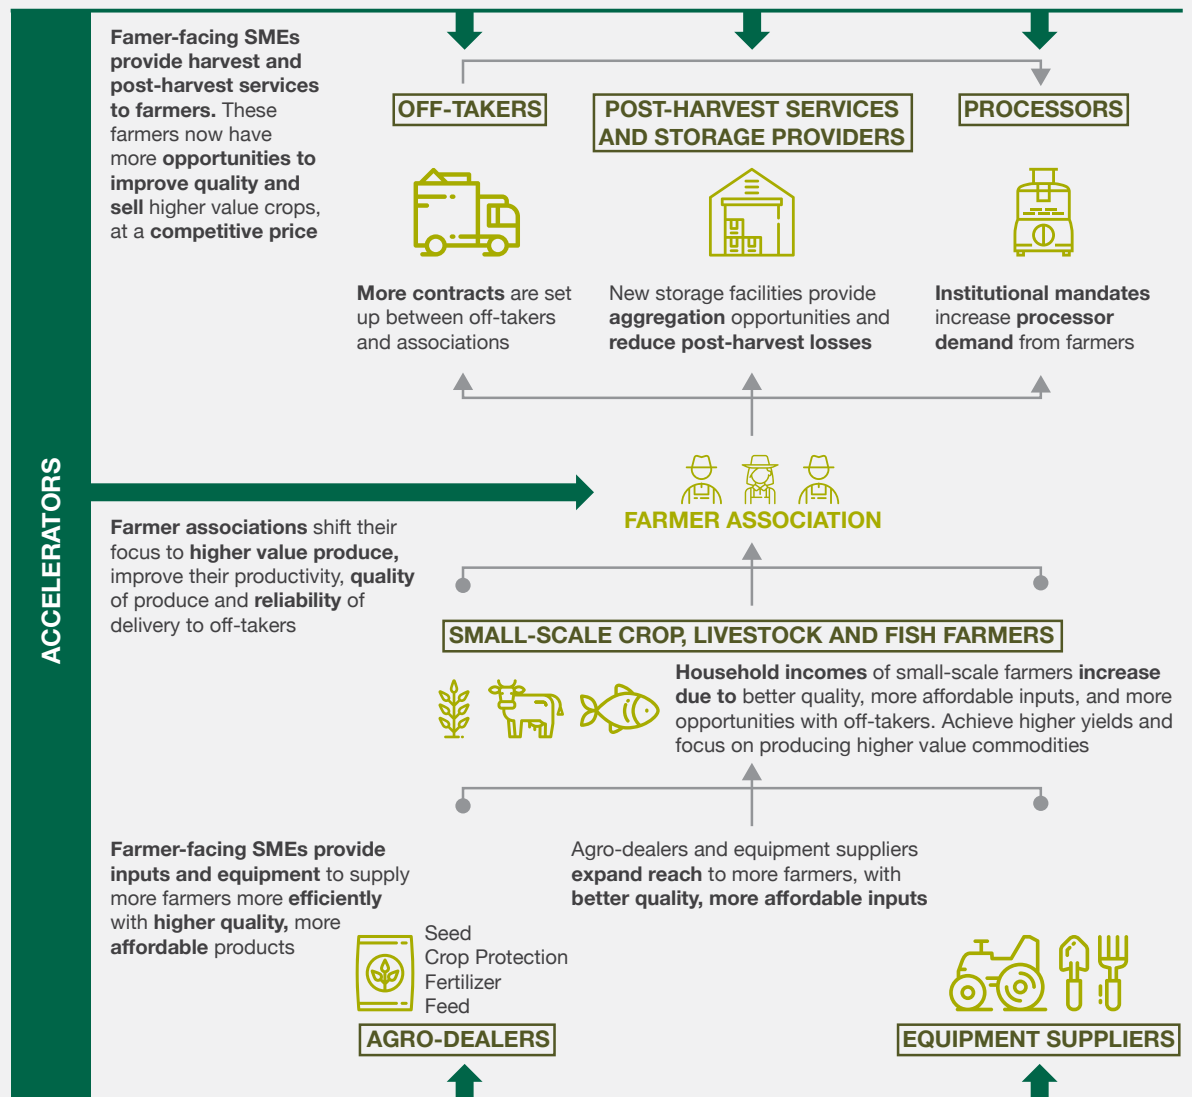 Famer-facing SMEs
provide harvest and
post-harvest services
to farmers. These
farmers now have
more opportunities to
improve quality and
sell higher value crops,
at a competitive price
OFF-TAKERS
POST-HARVEST SERVICES
AND STORAGE PROVIDERS
PROCESSORS
More contracts are set
up between off-takers
and associations
New storage facilities provide
aggregation opportunities and
reduce post-harvest losses
Institutional mandates
increase processor
demand from farmers
ACCELERATORS
FARMER ASSOCIATION
Farmer associations shift their
focus to higher value produce,
improve their productivity, quality
of produce and reliability of
delivery to off-takers
SMALL-SCALE CROP, LIVESTOCK AND FISH FARMERS
Household incomes of small-scale farmers increase
due to better quality, more affordable inputs, and more
opportunities with off-takers. Achieve higher yields and
focus on producing higher value commodities
Farmer-facing SMEs provide
inputs and equipment to supply
more farmers more efficiently
with higher quality, more
affordable products
Agro-dealers and equipment suppliers
expand reach to more farmers, with
better quality, more affordable inputs
Seed
Crop Protection
Fertilizer
Feed
AGRO-DEALERS
EQUIPMENT SUPPLIERS